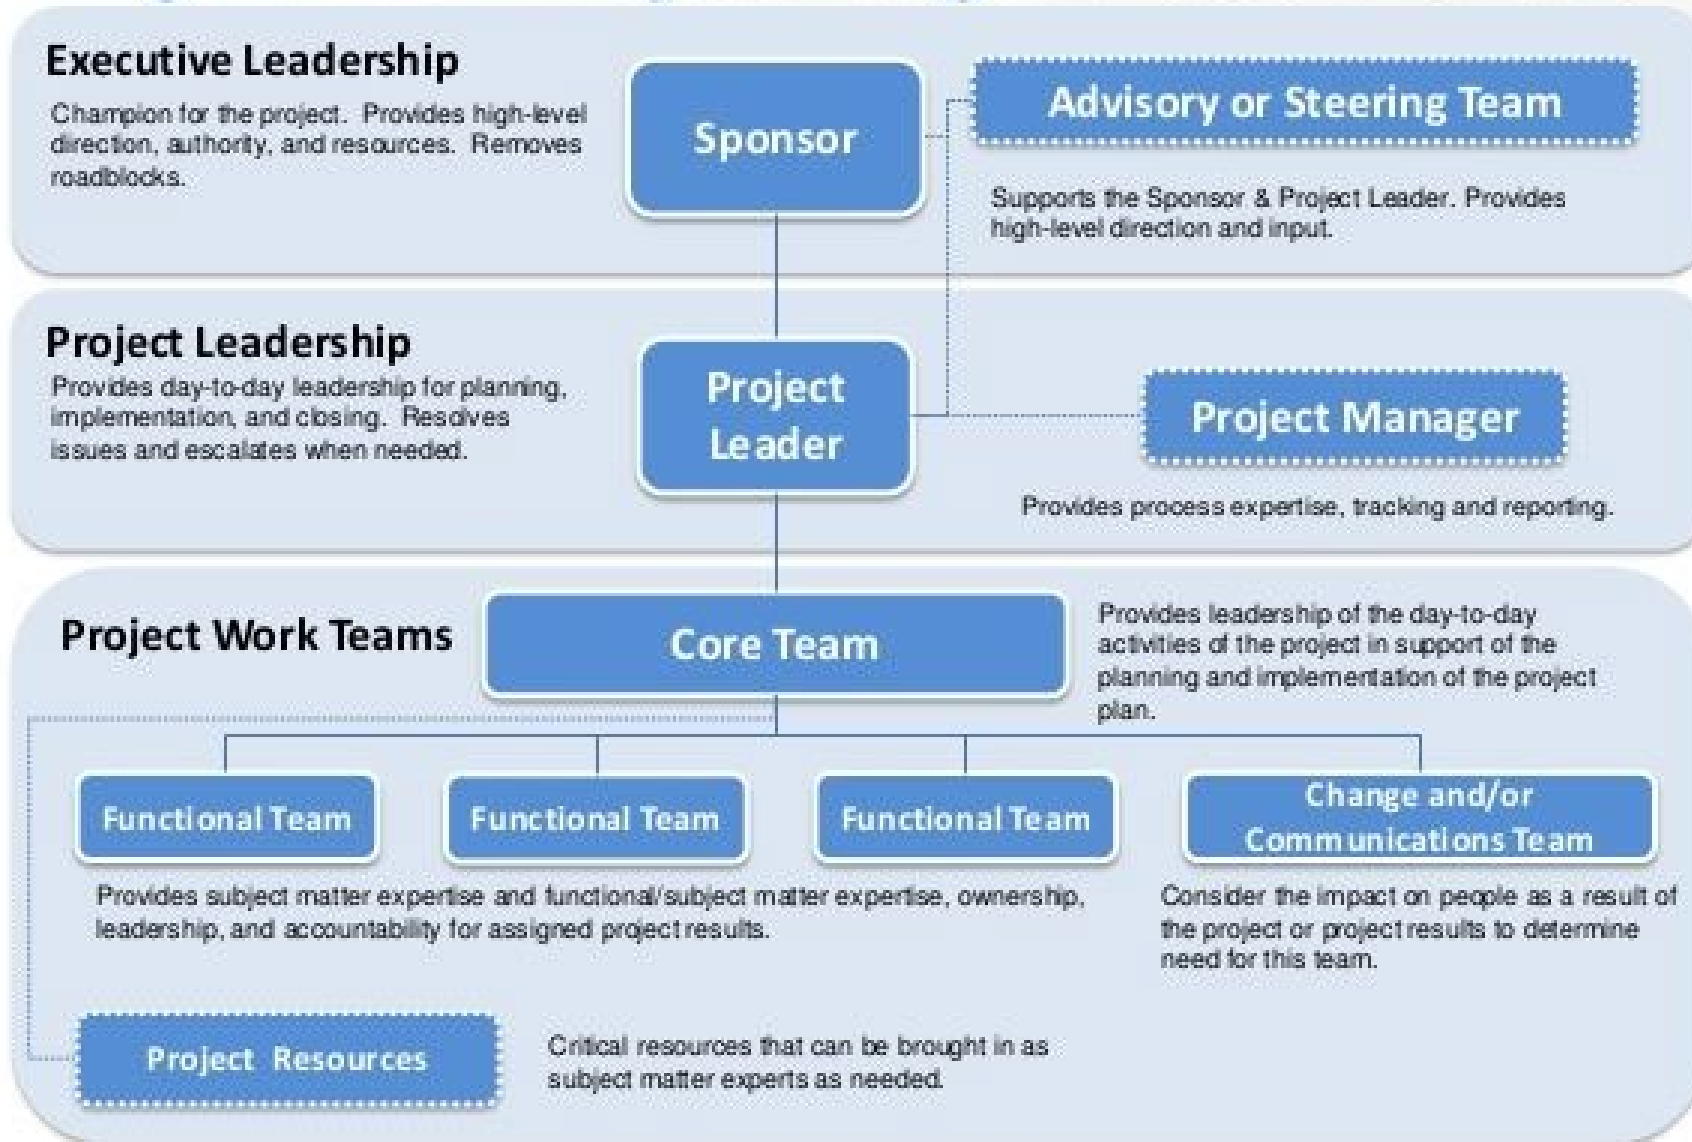 Executive Leadership
Champion for the project. Provides high-level
direction, authority, and resources. Removes
roadblocks.
Sponsor
Advisory or Steering Team
Supports the Sponsor & Project Leader. Provides
high-level direction and input.
Project Leadership
Provides day-to-day leadership for planning,
implementation, and closing. Resolves
issues and escalates when needed.
Project
Leader
Project Manager
Provides process expertise, tracking and reporting.
Project Work Teams
Core Team
Provides leadership of the day-to-day
activities of the project in support of the
planning and implementation of the project
plan.
Functional Team
Functional Team
Functional Team
Change and/or
Communications Team
Provides subject matter expertise and functional/subject matter expertise, ownership,
leadership, and accountability for assigned project results.
Consider the impact on people as a result of
the project or project results to determine
need for this team.
Project Resources
Critical resources that can be brought in as
subject matter experts as needed.